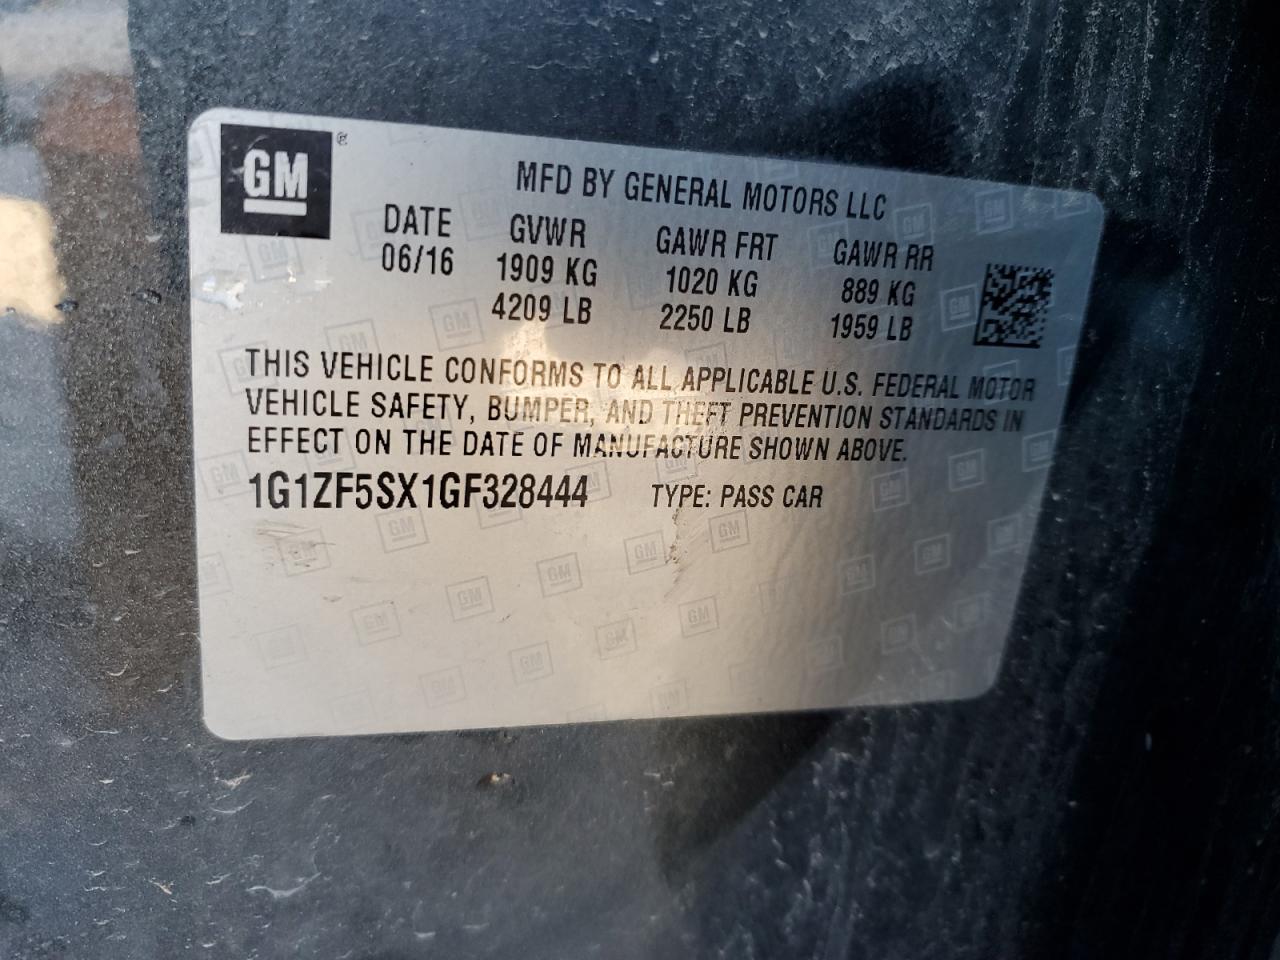 GM
MFD BY GENERAL MOTORS LLC
DATE GVWR GAWR FRT GAWR RR
06/16 1909 KG 1020 KG 889 KG
4209 LB 2250 LB 1959 LB
THIS VEHICLE CONFORMS TO ALL APPLICABLE U.S. FEDERAL MOTOR
VEHICLE SAFETY, BUMPER, AND THEFT PREVENTION STANDARDS IN
EFFECT ON THE DATE OF MANUFACTURE SHOWN ABOVE.
1G1ZF5SX1GF328444 TYPE: PASS CAR